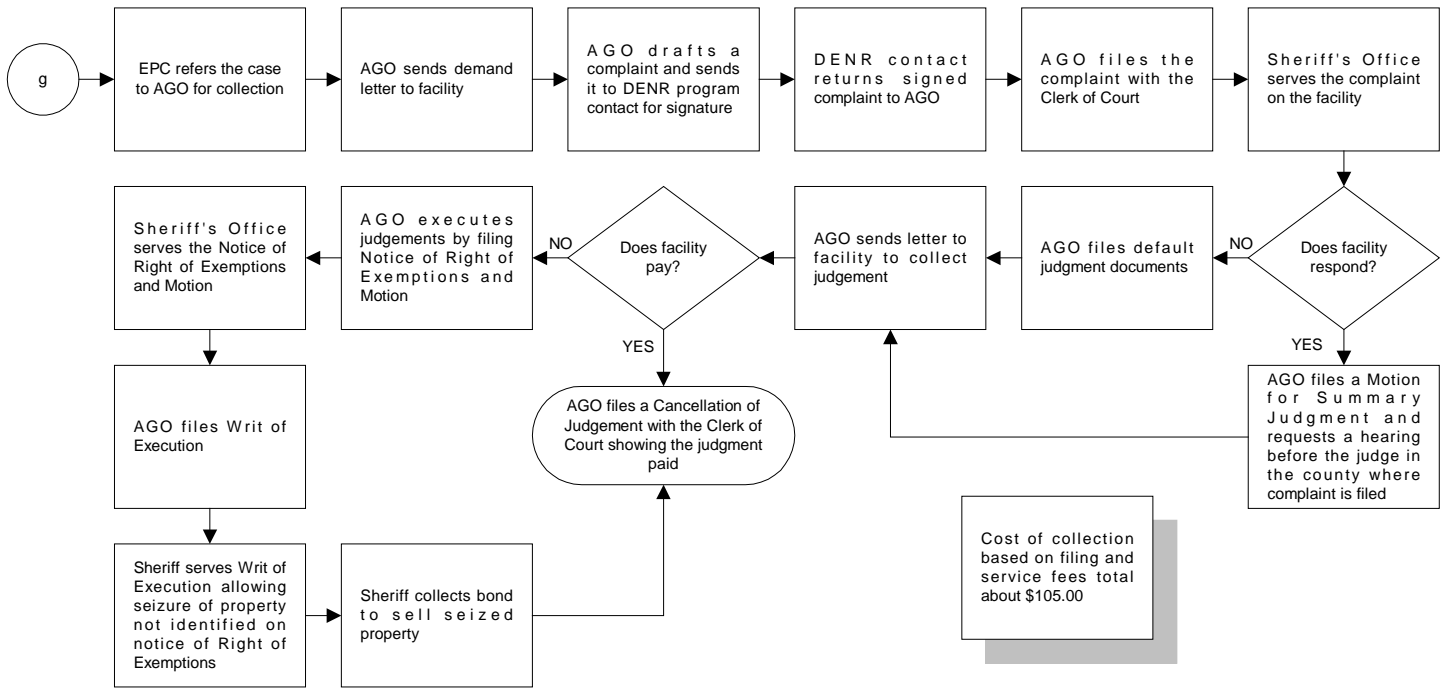 g
EPC refers the case
to AGO for collection
AGO sends demand
letter to facility
AGO drafts a
complaint and sends
it to DENR program
contact for signature
DENR contact
returns signed
complaint to AGO
AGO files the
complaint with the
Clerk of Court
Sheriff's Office
serves the complaint
on the facility
Does facility
respond?
NO
YES
AGO files default
judgment documents
AGO files a Motion
for Summary
Judgment and
requests a hearing
before the judge in
the county where
complaint is filed
AGO sends letter to
facility to collect
judgement
Does facility
pay?
NO
YES
AGO executes
judgements by filing
Notice of Right of
Exemptions and
Motion
Sheriff's Office
serves the Notice of
Right of Exemptions
and Motion
AGO files Writ of
Execution
Sheriff serves Writ of
Execution allowing
seizure of property
not identified on
notice of Right of
Exemptions
Sheriff collects bond
to sell seized
property
AGO files a Cancellation of
Judgement with the Clerk of
Court showing the judgment
paid
Cost of collection
based on filing and
service fees total
about $105.00